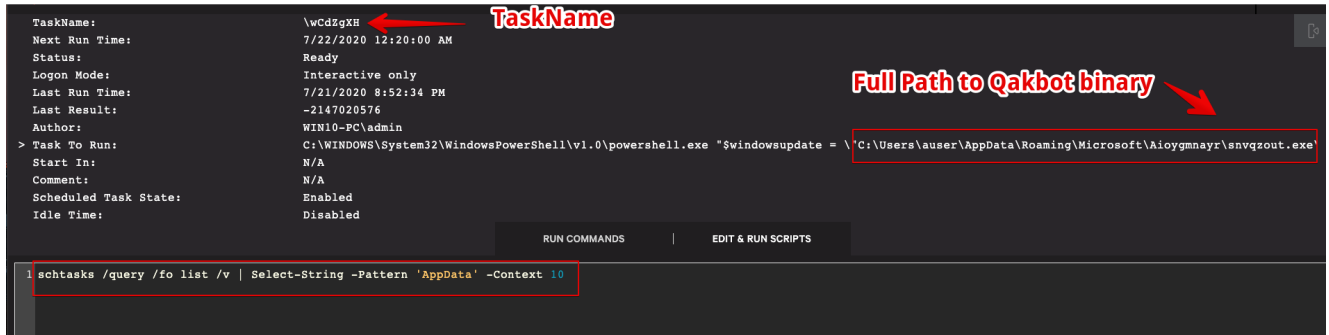 TaskName: \wCdZgXH TaskName
Next Run Time: 7/22/2020 12:20:00 AM
Status: Ready
Logon Mode: Interactive only
Full Path to Qakbot binary
Last Run Time: 7/21/2020 8:52:34 PM
Last Result: -2147020576
Author: WIN10-PC\admin
> Task To Run: C:\WINDOWS\System32\WindowsPowerShell\v1.0\powershell.exe "$windowsupdate = \"C:\Users\auser\AppData\Roaming\Microsoft\Aioygmnayr\snvqzout.exe\
Start In: N/A
Comment: N/A
Scheduled Task State: Enabled
Idle Time: Disabled
RUN COMMANDS | EDIT & RUN SCRIPTS
1 schtasks /query /fo list /v | Select-String -Pattern 'AppData' -Context 10